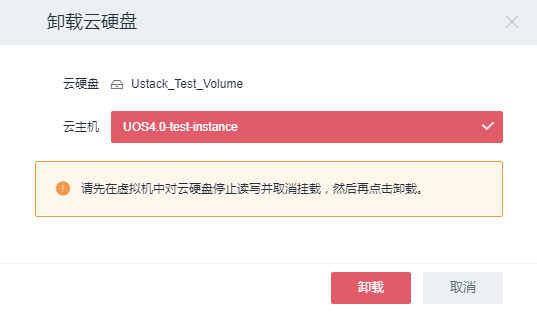 卸载云硬盘
云硬盘 Ustack_Test_Volume
云主机 UOS4.0-test-instance
请先在虚拟机中对云硬盘停止读写并取消挂载，然后再点击卸载。
卸载 取消